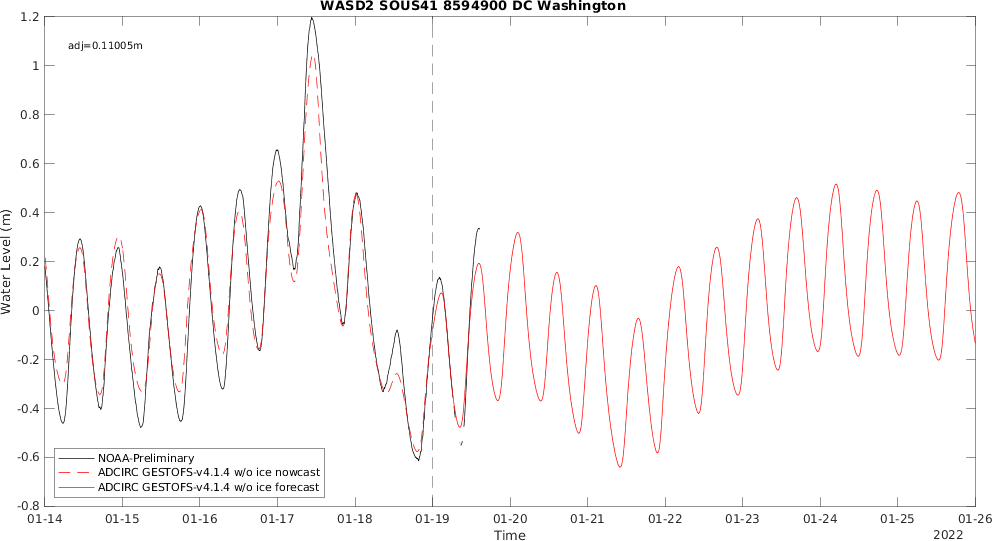 WASD2 SOUS41 8594900 DC Washington
adj=0.11005m
1.2
1
0.8
0.6
0.4
0.2
0
-0.2
-0.4
-0.6
-0.8
Water Level (m)
NOAA-Preliminary
ADCIRC GESTOFS-v4.1.4 w/o ice nowcast
ADCIRC GESTOFS-v4.1.4 w/o ice forecast
01-14 01-15 01-16 01-17 01-18 01-19 01-20 01-21 01-22 01-23 01-24 01-25 01-26
Time
2022